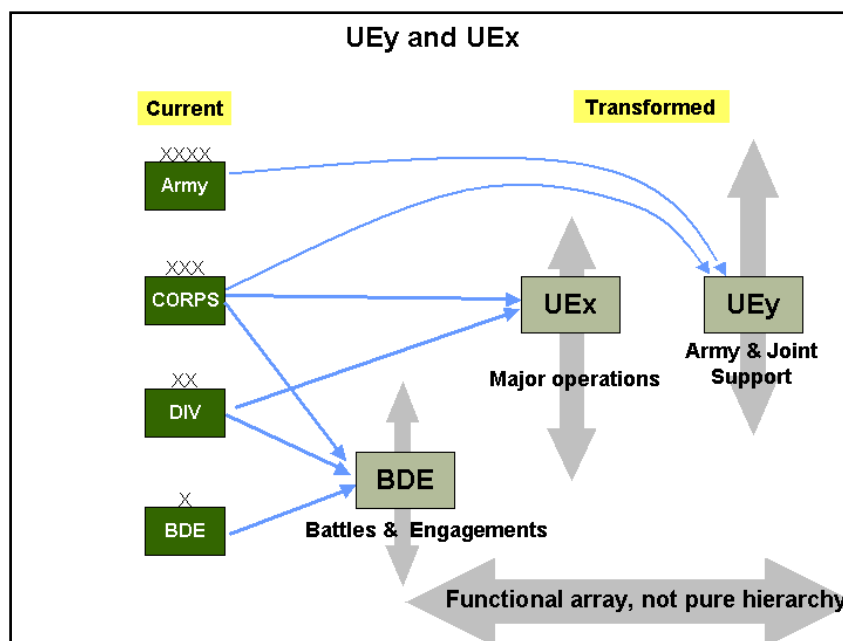 UEy and UEx
Current
Transformed
XXXX
Army
XXX
CORPS
UEx
UEy
Major operations
Army & Joint
Support
XX
DIV
BDE
Battles & Engagements
X
BDE
Functional array, not pure hierarchy